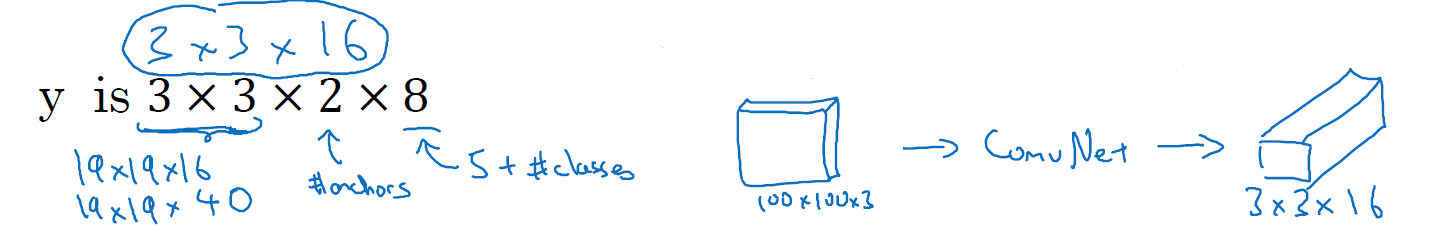 3 × 3 × 16
y is 3 × 3 × 2 × 8
19×19×16
19×19×40
#anchors
5 + #classes
100×100×3
→ ConvNet →
3×3×16